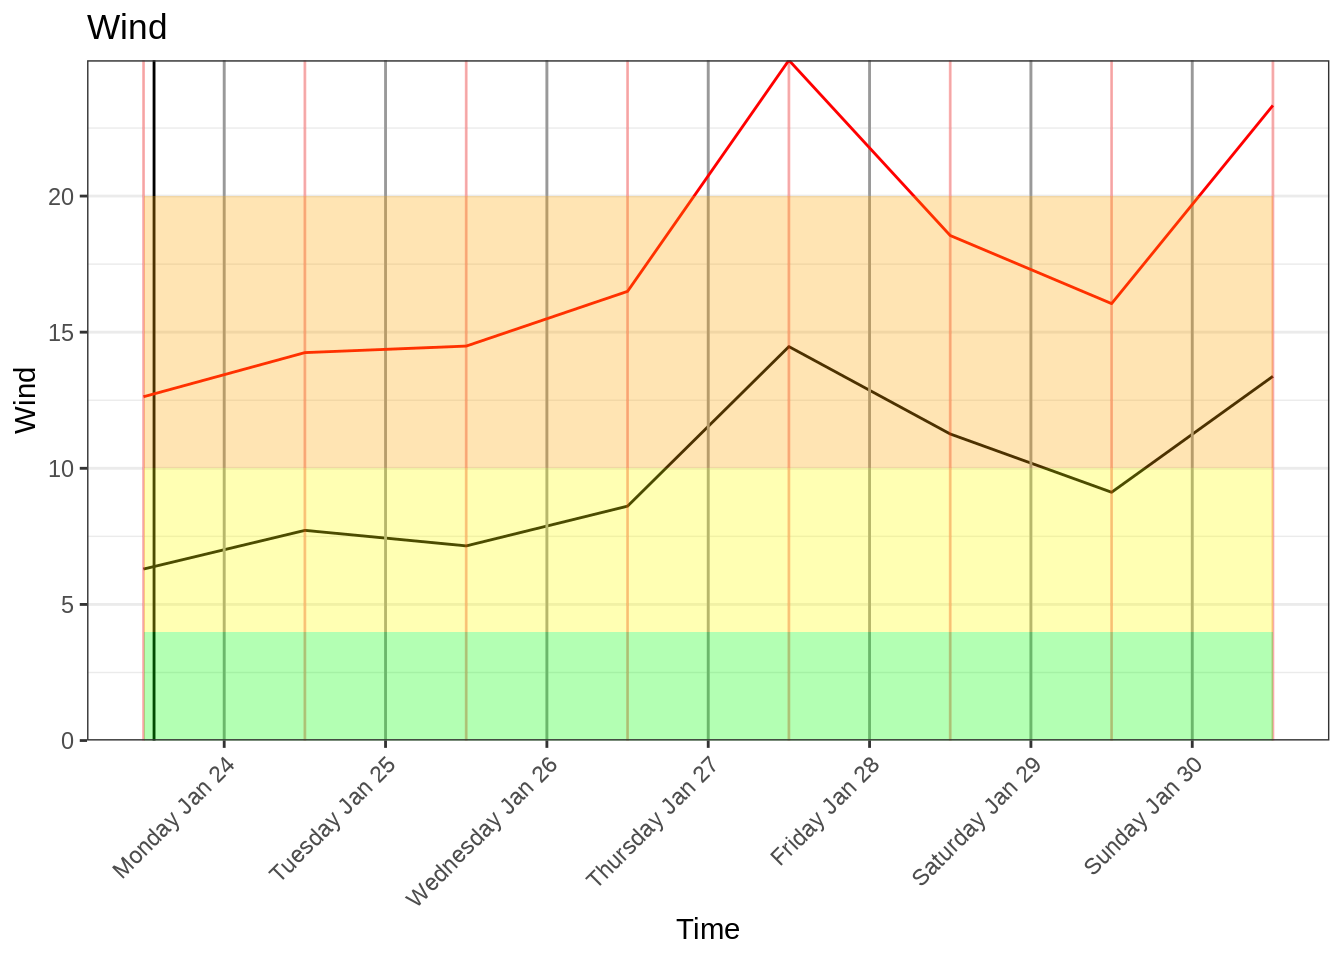 Wind
Wind
20
15
10
5
0
Monday Jan 24
Tuesday Jan 25
Wednesday Jan 26
Thursday Jan 27
Friday Jan 28
Saturday Jan 29
Sunday Jan 30
Time